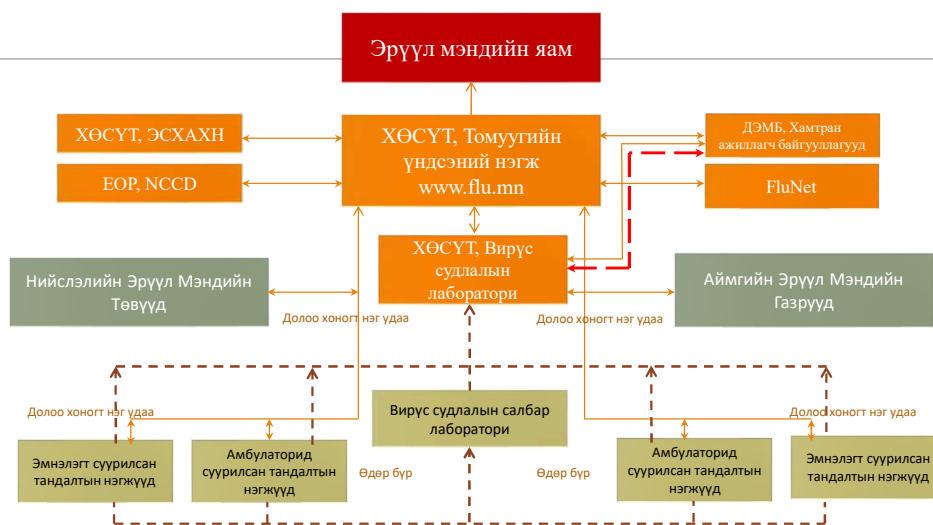 Эрүүл мэндийн яам
ХӨСҮТ, ЭСХАХН
ХӨСҮТ, Томуугийн
үндсэний нэгж
www.flu.mn
ДЭМБ, Хамтран
ажиллагч байгууллагууд
EOP, NCCD
FluNet
ХӨСҮТ, Вирүс
судлалын
лаборатори
Нийслэлийн Эрүүл Мэндийн
Төвүүд
Аймгийн Эрүүл Мэндийн
Газрууд
Долоо хоногт нэг удаа
Долоо хоногт нэг удаа
Долоо хоногт нэг удаа
Вирус судлалын салбар
лаборатори
Долоо хоногт нэг удаа
Эмнэлэгт суурилсан
тандалтын нэгжүүд
Амбулаторид
суурилсан тандалтын
нэгжүүд
Өдөр бүр
Өдөр бүр
Амбулаторид
суурилсан тандалтын
нэгжүүд
Эмнэлэгт суурилсан
тандалтын нэгжүүд